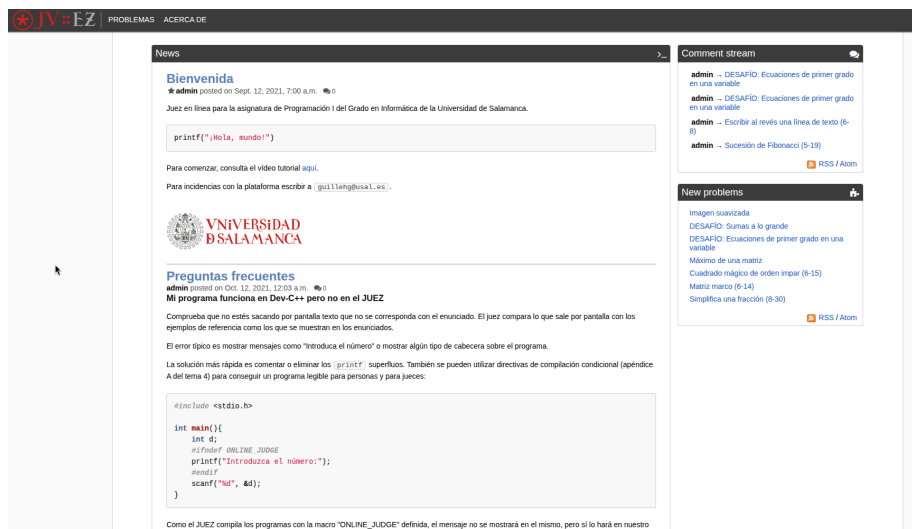 JV::EZ PROBLEMAS ACERCA DE
News
Bienvenida
admin posted on Sept. 12, 2021, 7:00 a.m. 0
Juez en línea para la asignatura de Programación I del Grado en Informática de la Universidad de Salamanca.
printf("¡Hola, mundo!")
Para comenzar, consulta el vídeo tutorial aquí.
Para incidencias con la plataforma escribir a guillehg@usal.es.
VNiVERSiDAD
D SALAMANCA
Preguntas frecuentes
admin posted on Oct. 12, 2021, 12:03 a.m. 0
Mi programa funciona en Dev-C++ pero no en el JUEZ
Comprueba que no estés sacando por pantalla texto que no se corresponda con el enunciado. El juez compara lo que sale por pantalla con los
ejemplos de referencia como los que se muestran en los enunciados.
El error típico es mostrar mensajes como "Introduca el número" o mostrar algún tipo de cabecera sobre el programa.
La solución más rápida es comentar o eliminar los printf superfluos. También se pueden utilizar directivas de compilación condicional (apéndice
A del tema 4) para conseguir un programa legible para personas y para jueces:
#include <stdio.h>
int main(){
int d;
#ifndef ONLINE_JUDGE
printf("Introduzca el número:");
#endif
scanf("%d", &d);
}
Como el JUEZ compila los programas con la macro "ONLINE_JUDGE" definida, el mensaje no se mostrará en el mismo, pero sí lo hará en nuestro
Comment stream
admin → DESAFÍO: Ecuaciones de primer grado
en una variable
admin → DESAFÍO: Ecuaciones de primer grado
en una variable
admin → Escribir al revés una línea de texto (6-
8)
admin → Sucesión de Fibonacci (5-19)
RSS / Atom
New problems
Imagen suavizada
DESAFÍO: Sumas a lo grande
DESAFÍO: Ecuaciones de primer grado en una
variable
Máximo de una matriz
Cuadrado mágico de orden impar (6-15)
Matriz marco (6-14)
Simplifica una fracción (8-30)
RSS / Atom